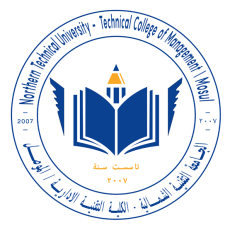 Northern Technical University - Technical College of Management \ Mosul
2007
٢٠٠٧
تاسست سنة
٢٠٠٧
الجامعة التقنية الشمالية - الكلية التقنية الادارية / الموصل